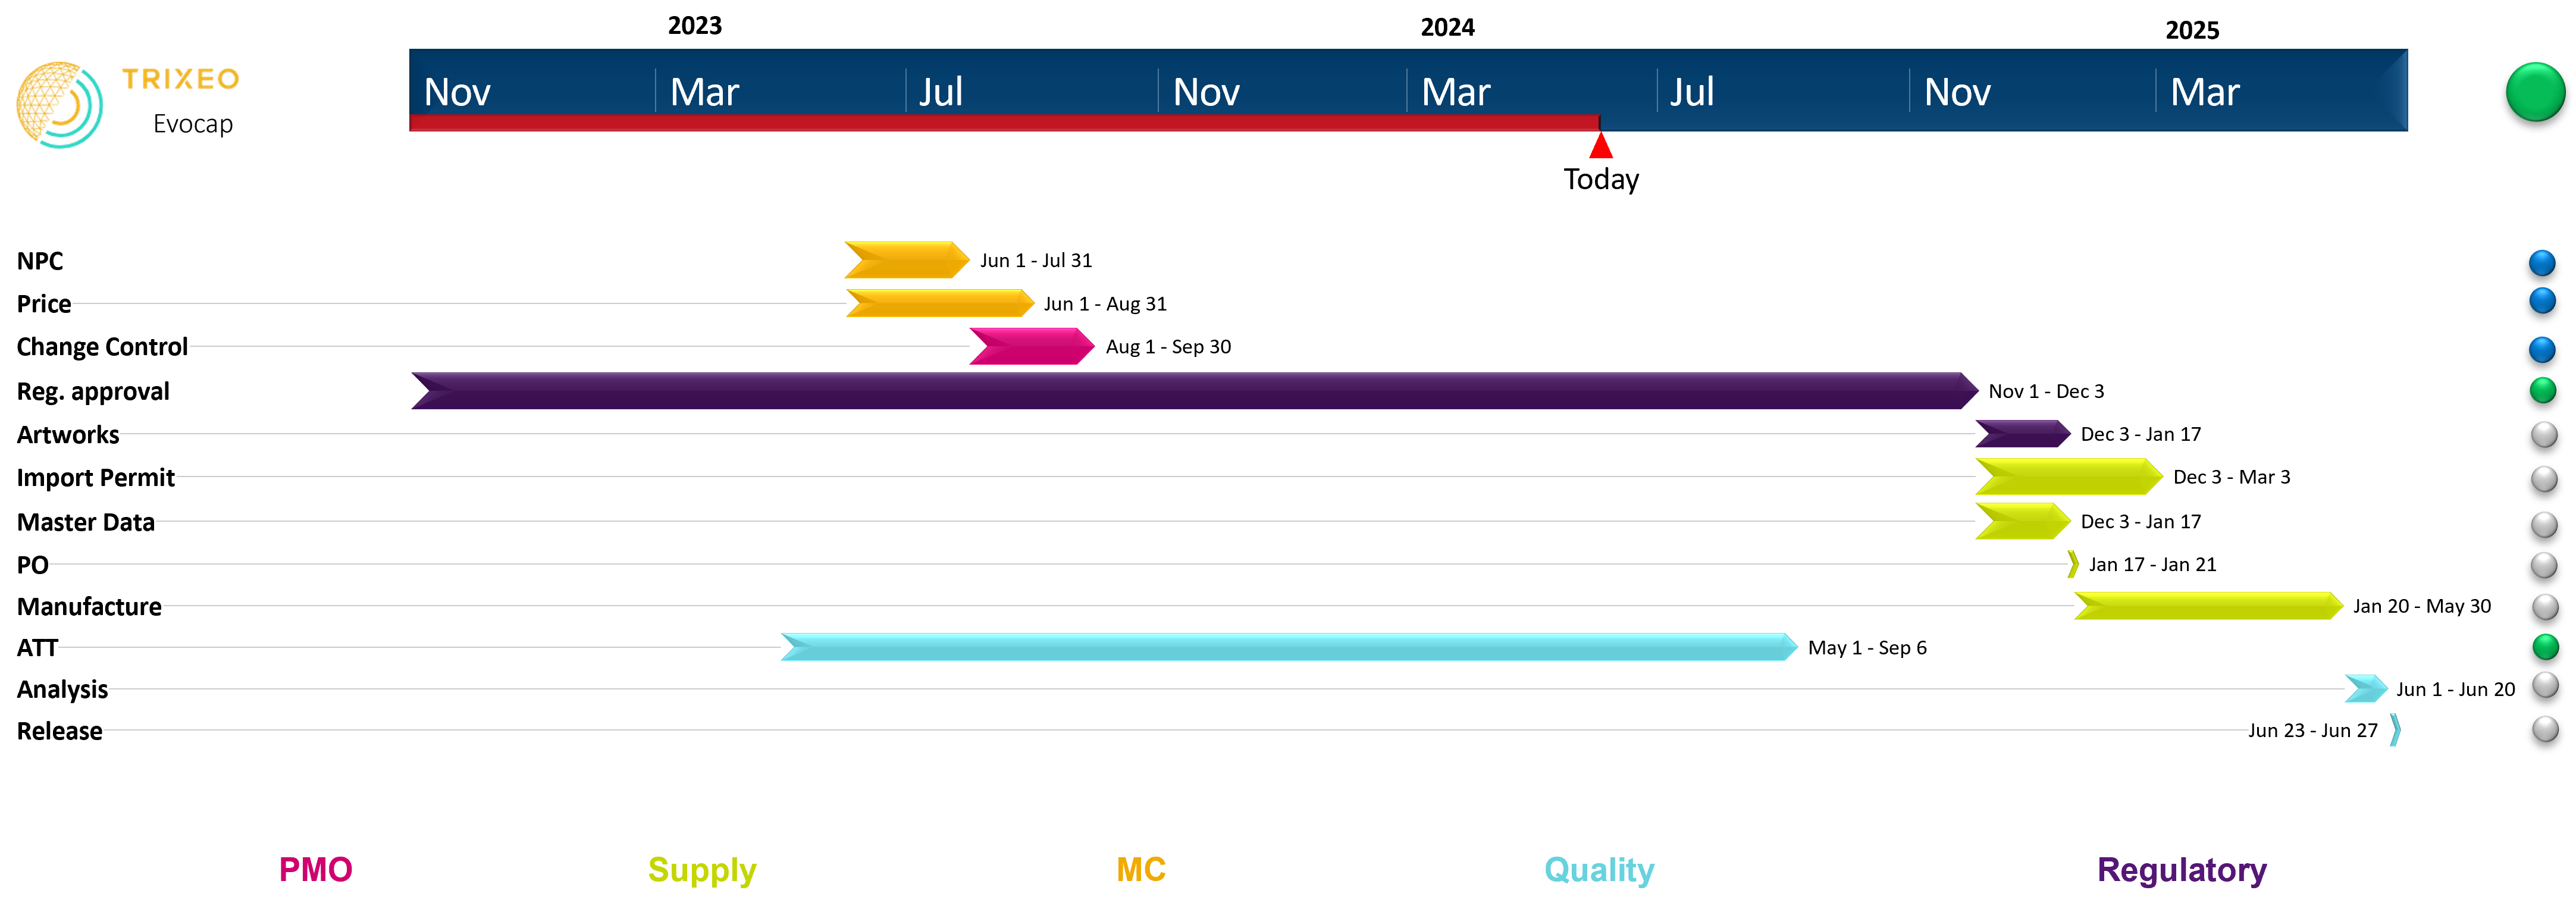 2023 2024 2025
TRIXEO
Evocap
Nov Mar Jul Nov Mar Jul Nov Mar
Today
NPC Jun 1 - Jul 31
Price Jun 1 - Aug 31
Change Control Aug 1 - Sep 30
Reg. approval Nov 1 - Dec 3
Artworks Dec 3 - Jan 17
Import Permit Dec 3 - Mar 3
Master Data Dec 3 - Jan 17
PO Jan 17 - Jan 21
Manufacture Jan 20 - May 30
ATT May 1 - Sep 6
Analysis Jun 1 - Jun 20
Release Jun 23 - Jun 27
PMO Supply MC Quality Regulatory